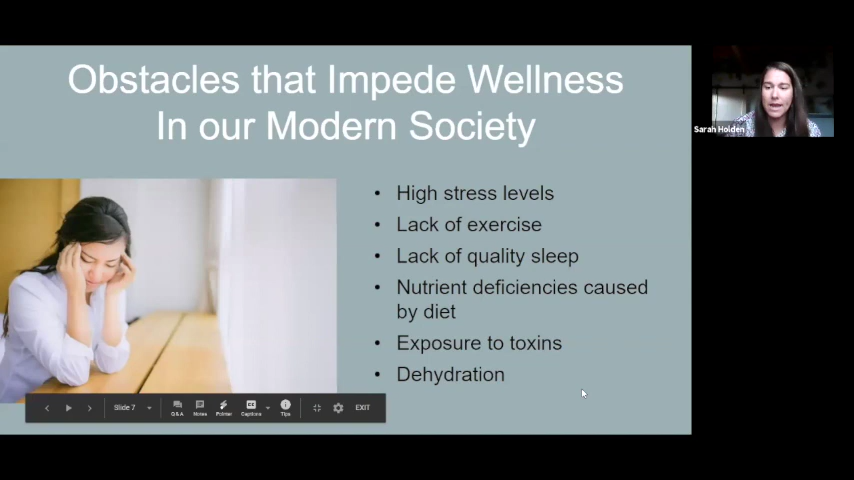 Obstacles that Impede Wellness
In our Modern Society
Sarah Holden
• High stress levels
• Lack of exercise
• Lack of quality sleep
• Nutrient deficiencies caused
by diet
• Exposure to toxins
• Dehydration
Slide 7
Q&A
Notes
Pointer
CC
Captions
Tips
EXIT